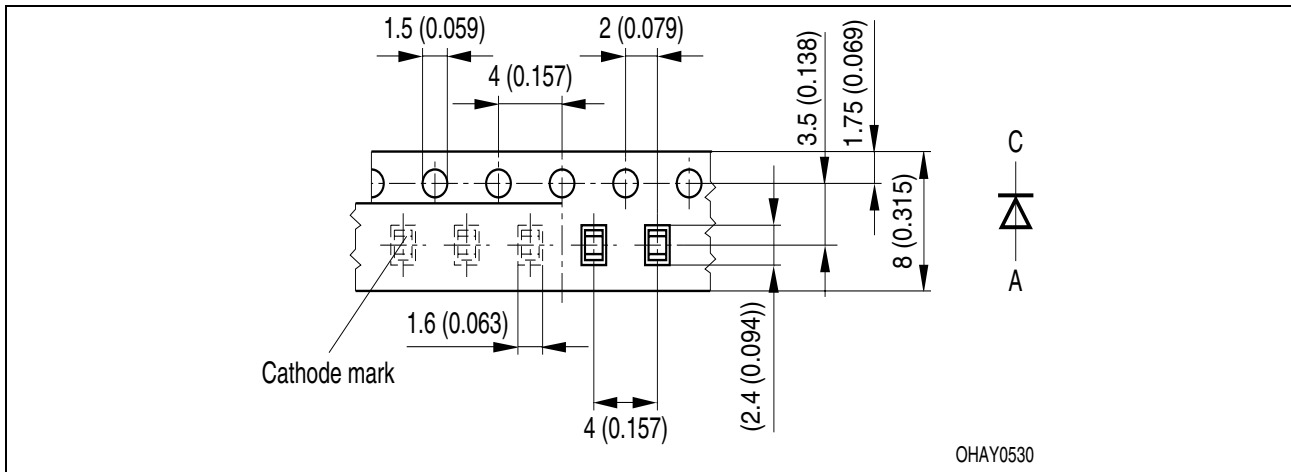 1.5 (0.059)
2 (0.079)
4 (0.157)
3.5 (0.138)
1.75 (0.069)
8 (0.315)
C
A
1.6 (0.063)
(2.4 (0.094))
Cathode mark
4 (0.157)
OHAY0530